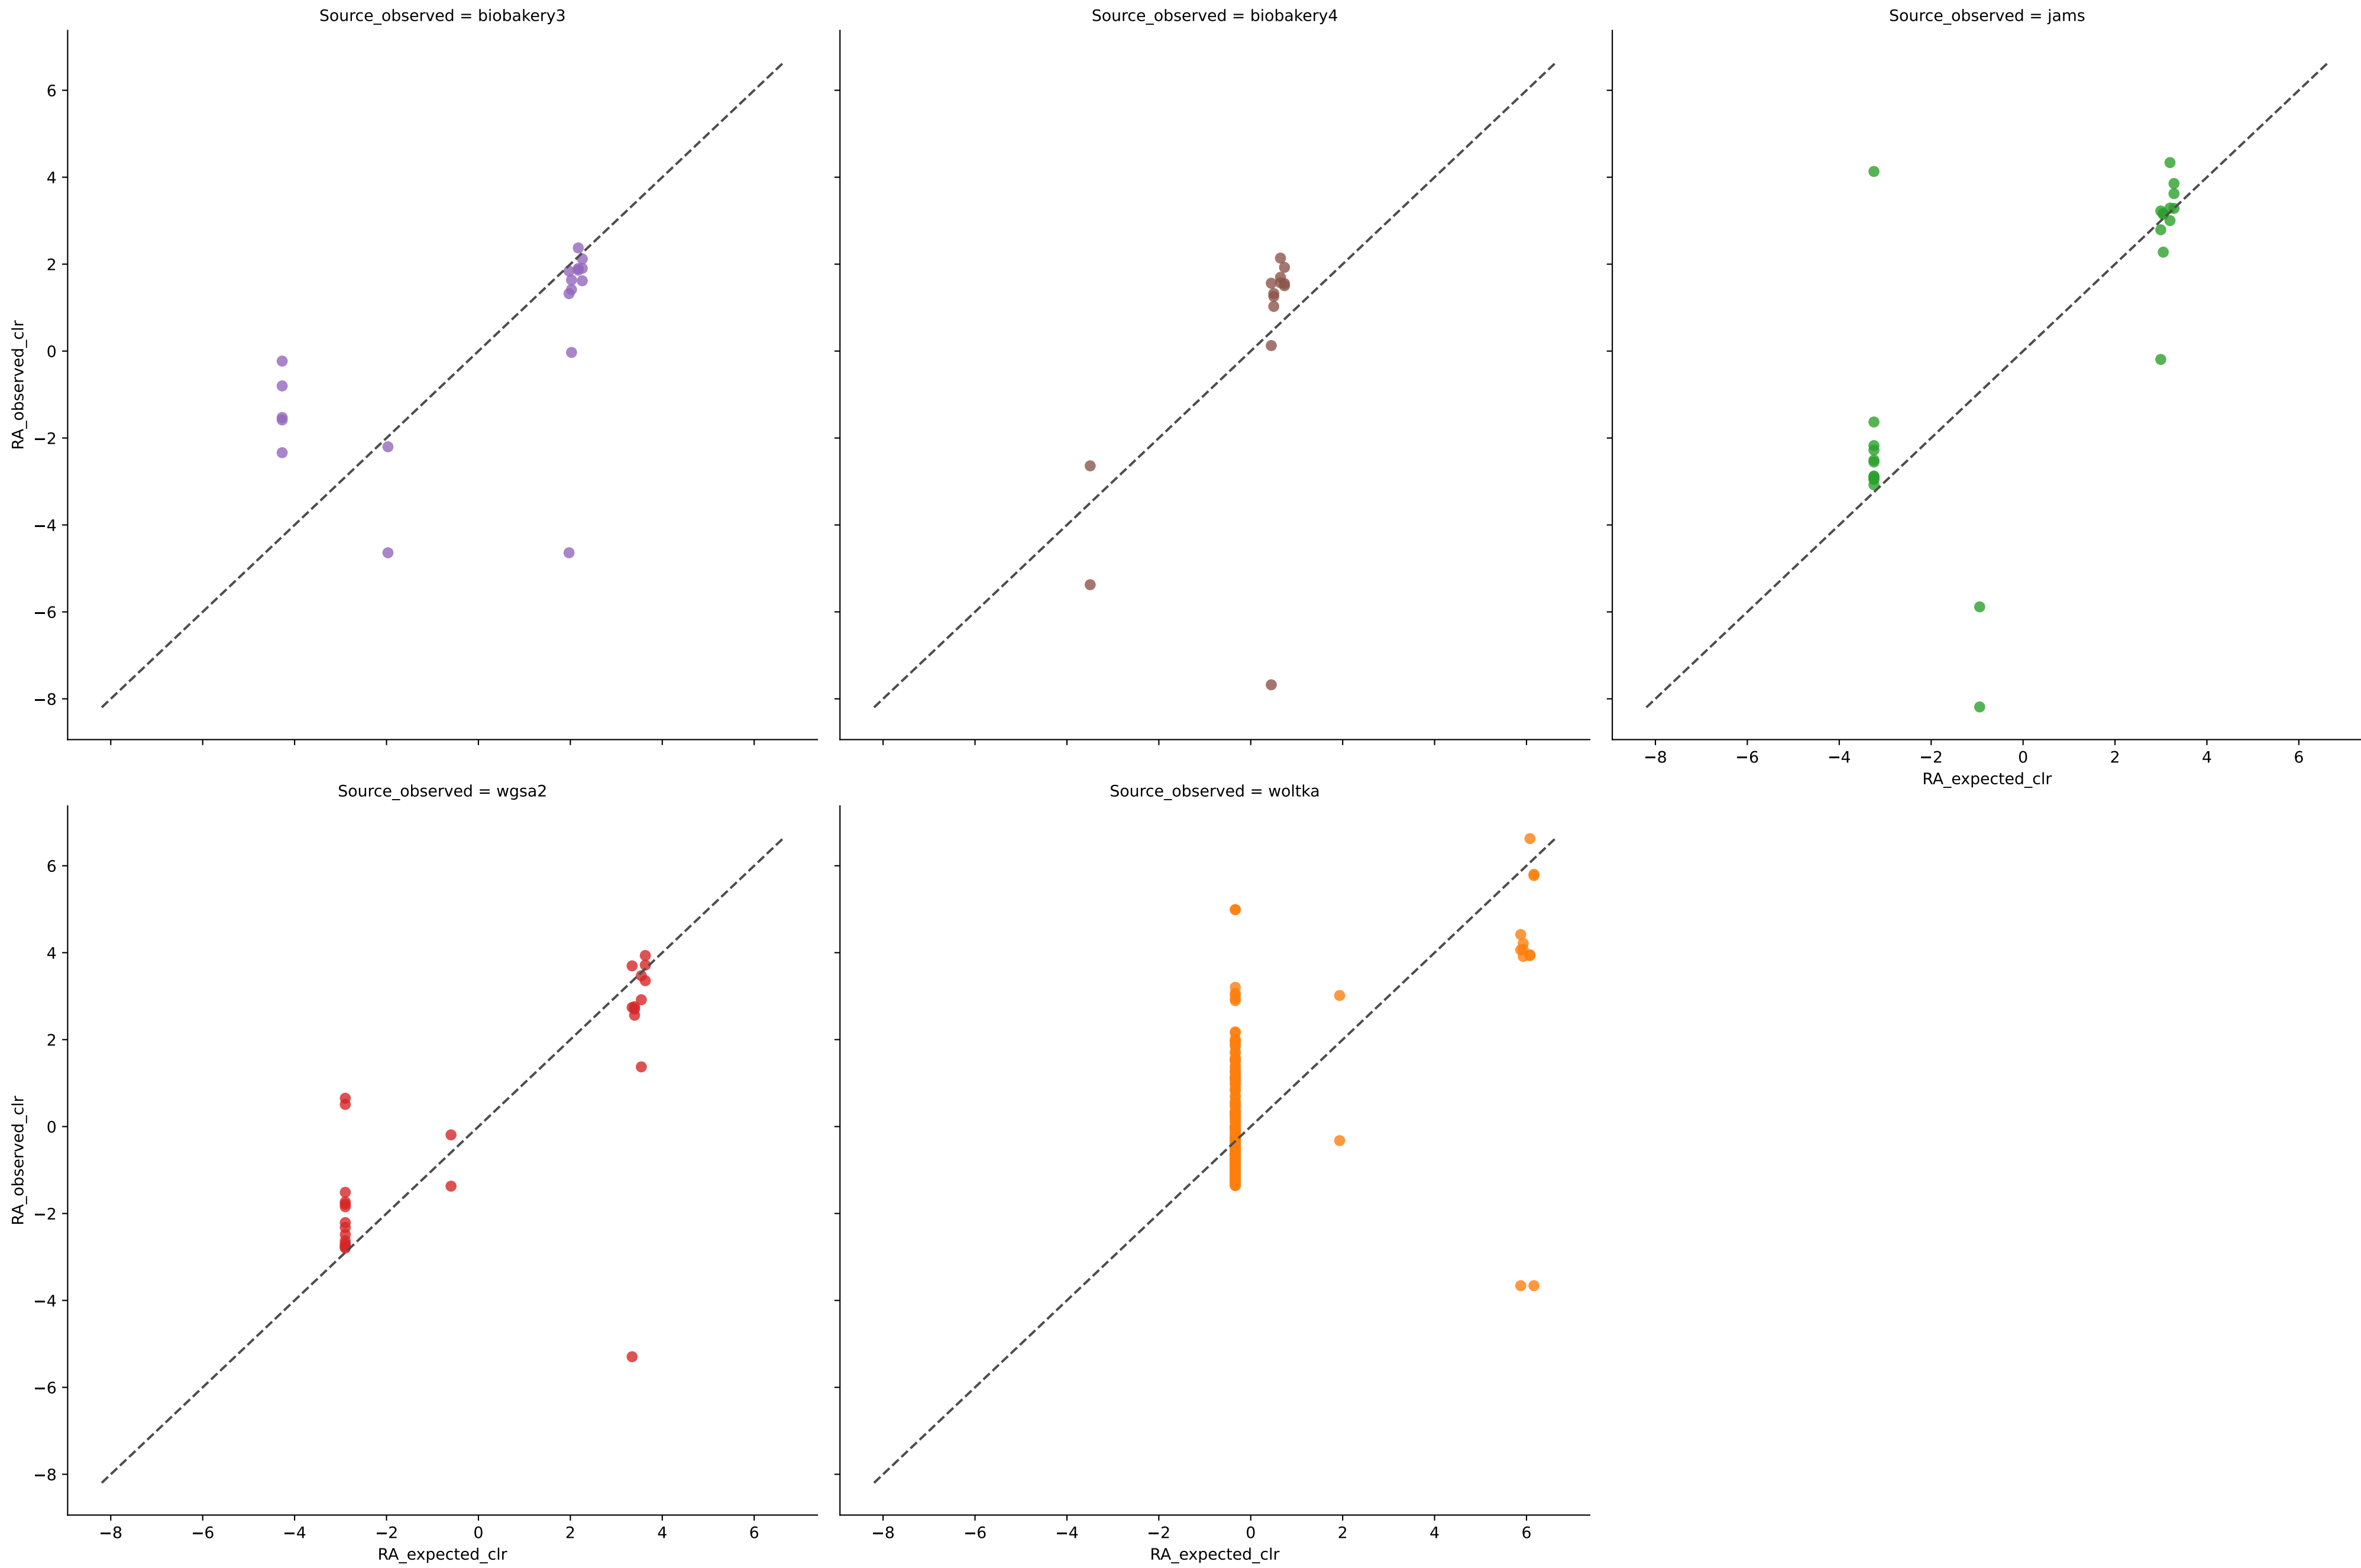 Source_observed = biobakery3
Source_observed = biobakery4
Source_observed = jams
RA_observed_clr
6
4
2
0
−2
−4
−6
−8
−8 −6 −4 −2 0 2 4 6
RA_expected_clr
Source_observed = wgsa2
Source_observed = woltka
RA_observed_clr
6
4
2
0
−2
−4
−6
−8
−8 −6 −4 −2 0 2 4 6
−8 −6 −4 −2 0 2 4 6
RA_expected_clr
RA_expected_clr